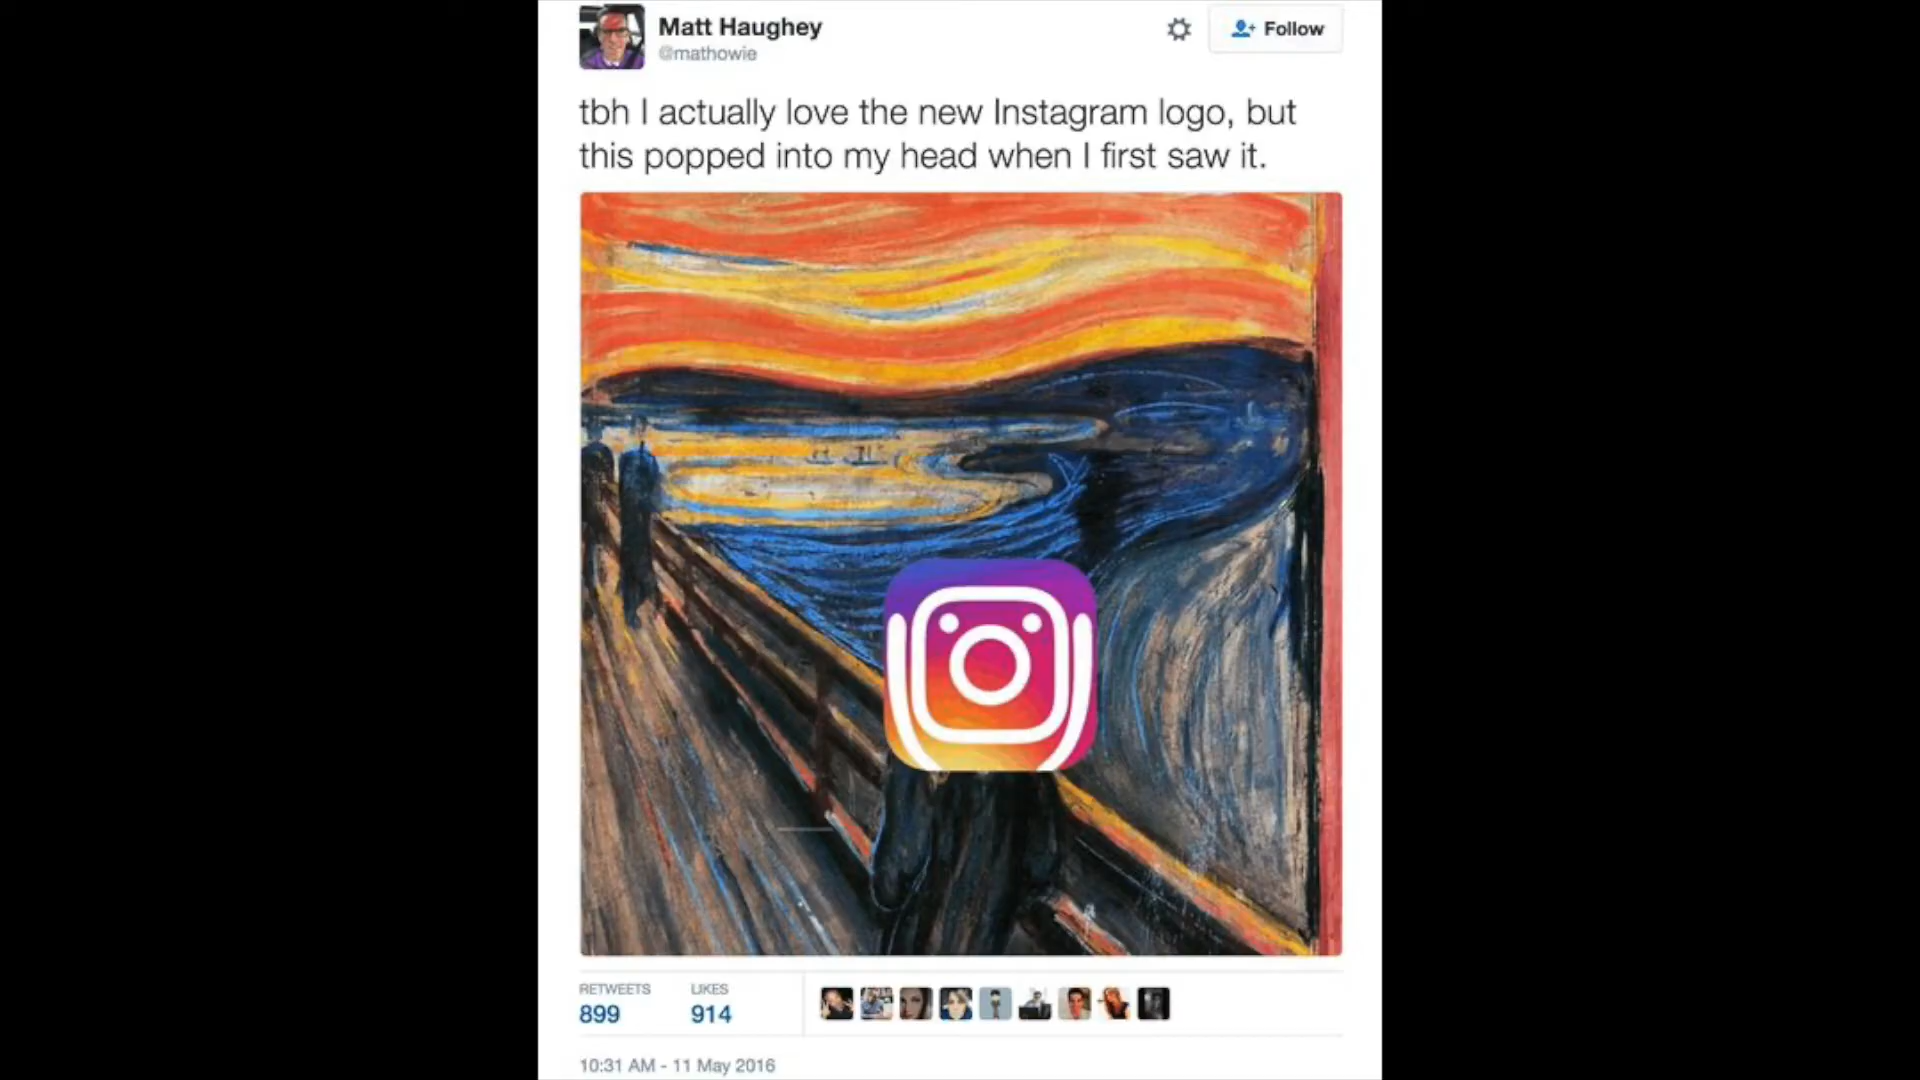 Matt Haughey
@mathowie
Follow
tbh I actually love the new Instagram logo, but
this popped into my head when I first saw it.
RETWEETS
899
LIKES
914
10:31 AM - 11 May 2016